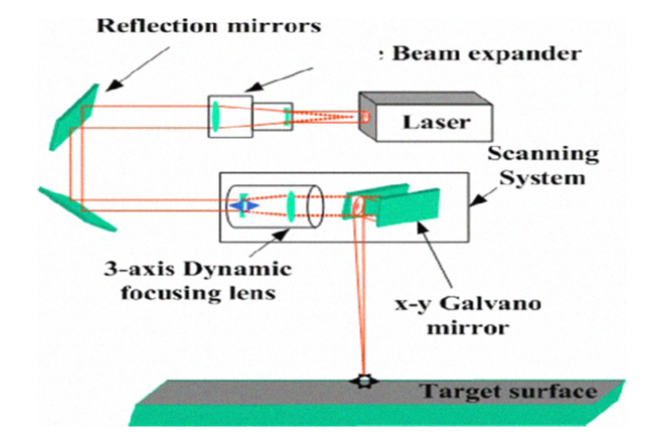 Reflection mirrors
: Beam expander
Laser
Scanning
System
3-axis Dynamic
focusing lens
x-y Galvano
mirror
Target surface